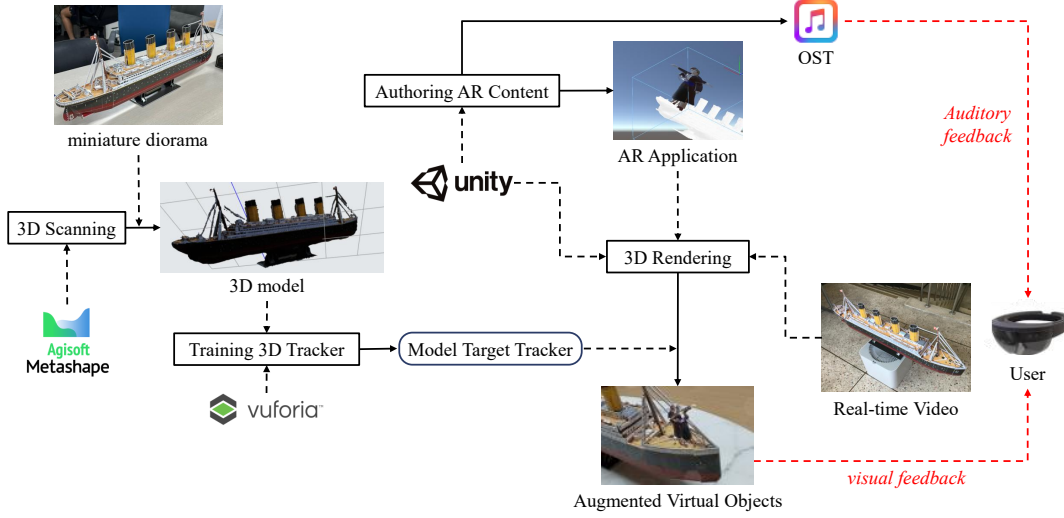 OST
Authoring AR Content
miniature diorama
AR Application
Auditory
feedback
unity
3D Scanning
3D Rendering
3D model
Agisoft
Metashape
Training 3D Tracker
Model Target Tracker
User
Real-time Video
vuforia™
visual feedback
Augmented Virtual Objects